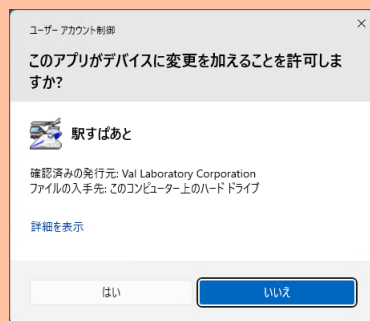 ユーザー アカウント制御
このアプリがデバイスに変更を加えることを許可しま
すか?
駅すぱあと
確認済みの発行元: Val Laboratory Corporation
ファイルの入手先: このコンピューター上のハード ドライブ
詳細を表示
はい
いいえ